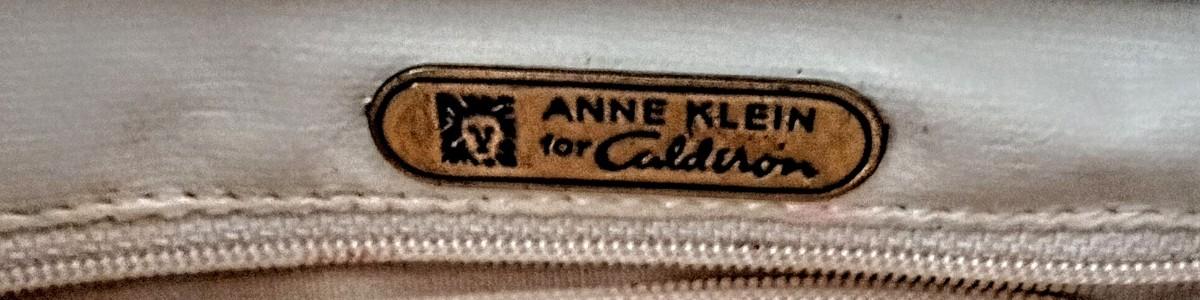 ANNE KLEIN
for Calderon